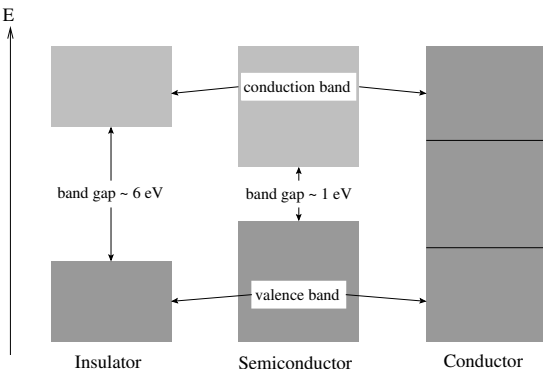 E
conduction band
band gap ~ 6 eV
band gap ~ 1 eV
valence band
Insulator
Semiconductor
Conductor